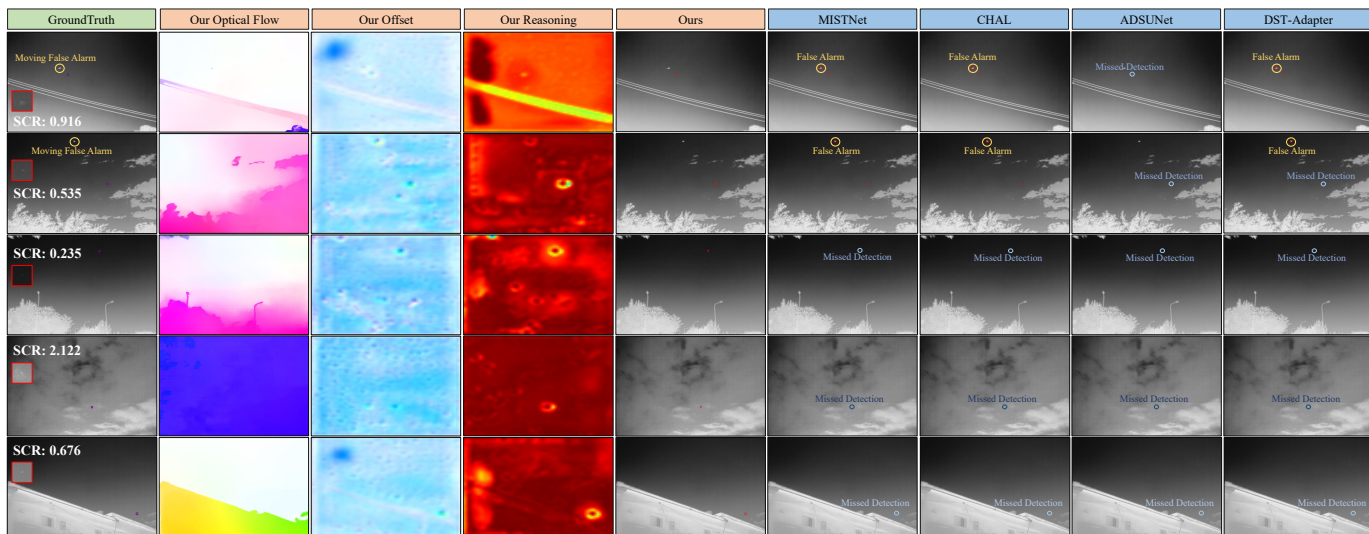 GroundTruth
Our Optical Flow
Our Offset
Our Reasoning
Ours
MISTNet
CHAL
ADSUNet
DST-Adapter
Moving False Alarm
SCR: 0.916
False Alarm
False Alarm
Missed Detection
False Alarm
Moving False Alarm
SCR: 0.535
False Alarm
False Alarm
Missed Detection
False Alarm
Missed Detection
SCR: 0.235
Missed Detection
Missed Detection
Missed Detection
Missed Detection
SCR: 2.122
Missed Detection
Missed Detection
Missed Detection
Missed Detection
SCR: 0.676
Missed Detection
Missed Detection
Missed Detection
Missed Detection